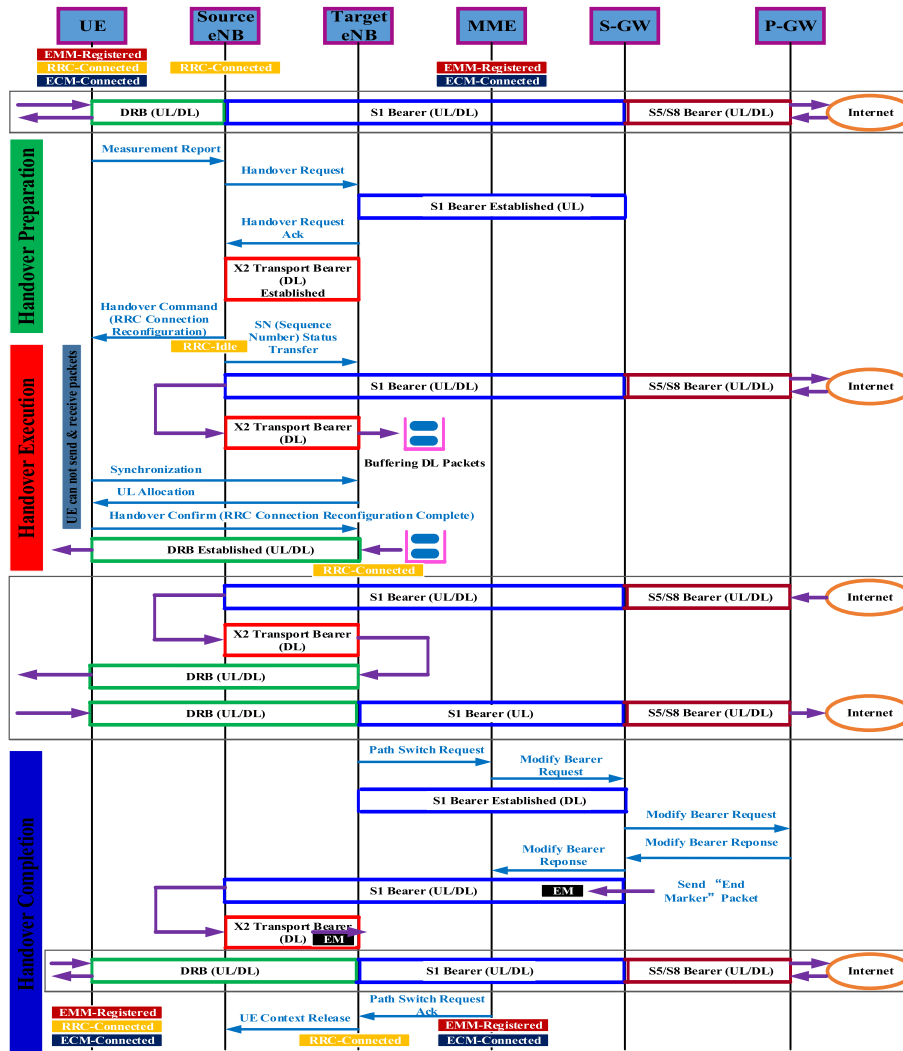 UE
Source
eNB
Target
eNB
MME
S-GW
P-GW
EMM-Registered
RRC-Connected
ECM-Connected
RRC-Connected
EMM-Registered
ECM-Connected
DRB (UL/DL)
S1 Bearer (UL/DL)
S5/S8 Bearer (UL/DL)
Internet
Handover Preparation
Measurement Report
Handover Request
S1 Bearer Established (UL)
Handover Request
Ack
X2 Transport Bearer
(DL)
Established
Handover Command
(RRC Connection
Reconfiguration)
RRC-Idle
SN (Sequence
Number) Status
Transfer
Handover Execution
UE can not send & receive packets
S1 Bearer (UL/DL)
S5/S8 Bearer (UL/DL)
Internet
X2 Transport Bearer
(DL)
Buffering DL Packets
Synchronization
UL Allocation
Handover Confirm (RRC Connection Reconfiguration Complete)
DRB Established (UL/DL)
RRC-Connected
S1 Bearer (UL/DL)
S5/S8 Bearer (UL/DL)
Internet
X2 Transport Bearer
(DL)
DRB (UL/DL)
DRB (UL/DL)
S1 Bearer (UL)
S5/S8 Bearer (UL/DL)
Internet
Handover Completion
Path Switch Request
Modify Bearer
Request
S1 Bearer Established (DL)
Modify Bearer Request
Modify Bearer Reponse
Modify Bearer
Reponse
S1 Bearer (UL/DL)
EM
Send “End
Marker” Packet
X2 Transport Bearer
(DL)
EM
DRB (UL/DL)
S1 Bearer (UL/DL)
S5/S8 Bearer (UL/DL)
Internet
Path Switch Request
Ack
UE Context Release
EMM-Registered
RRC-Connected
ECM-Connected
RRC-Connected
EMM-Registered
ECM-Connected